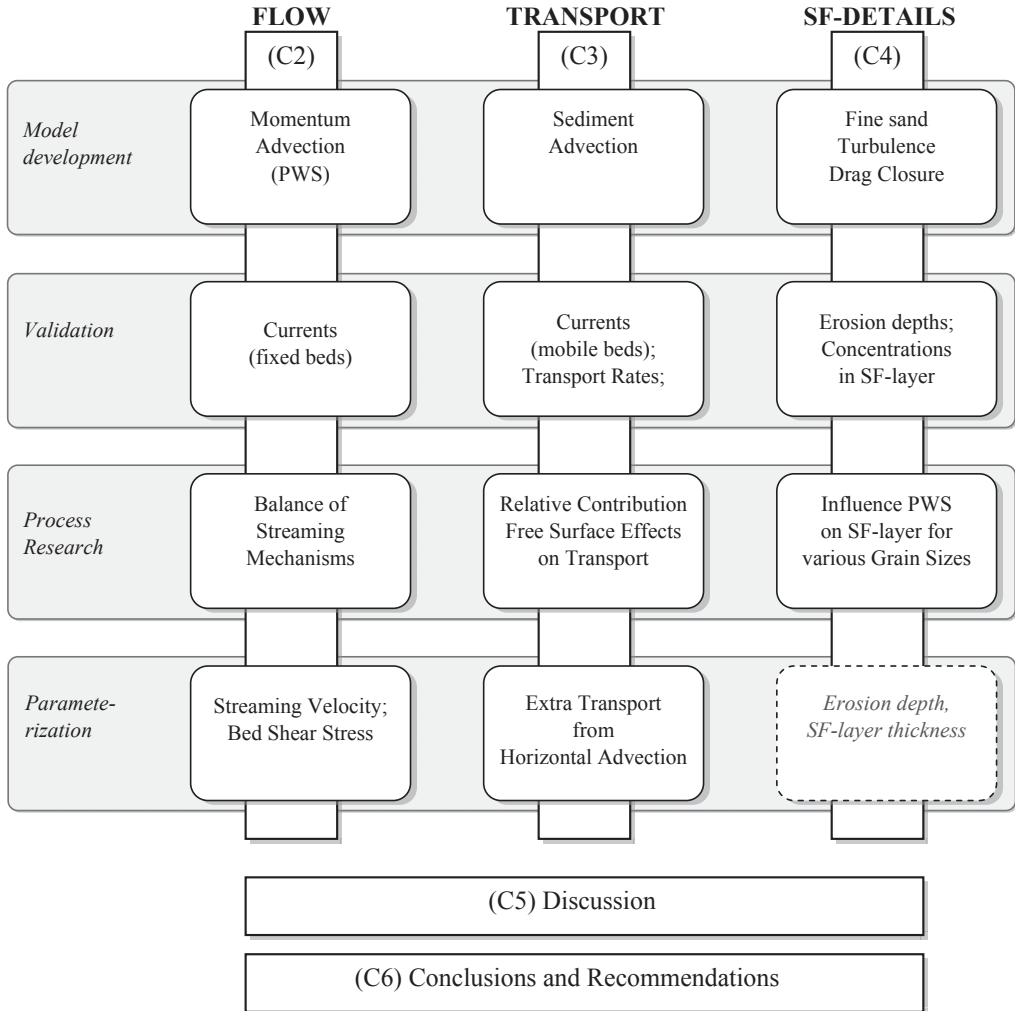 FLOW
TRANSPORT
SF-DETAILS
(C2)
(C3)
(C4)
Model
development
Momentum
Advection
(PWS)
Sediment
Advection
Fine sand
Turbulence
Drag Closure
Validation
Currents
(fixed beds)
Currents
(mobile beds);
Transport Rates;
Erosion depths;
Concentrations
in SF-layer
Process
Research
Balance of
Streaming
Mechanisms
Relative Contribution
Free Surface Effects
on Transport
Influence PWS
on SF-layer for
various Grain Sizes
Paramete-
rization
Streaming Velocity;
Bed Shear Stress
Extra Transport
from
Horizontal Advection
Erosion depth,
SF-layer thickness
(C5) Discussion
(C6) Conclusions and Recommendations